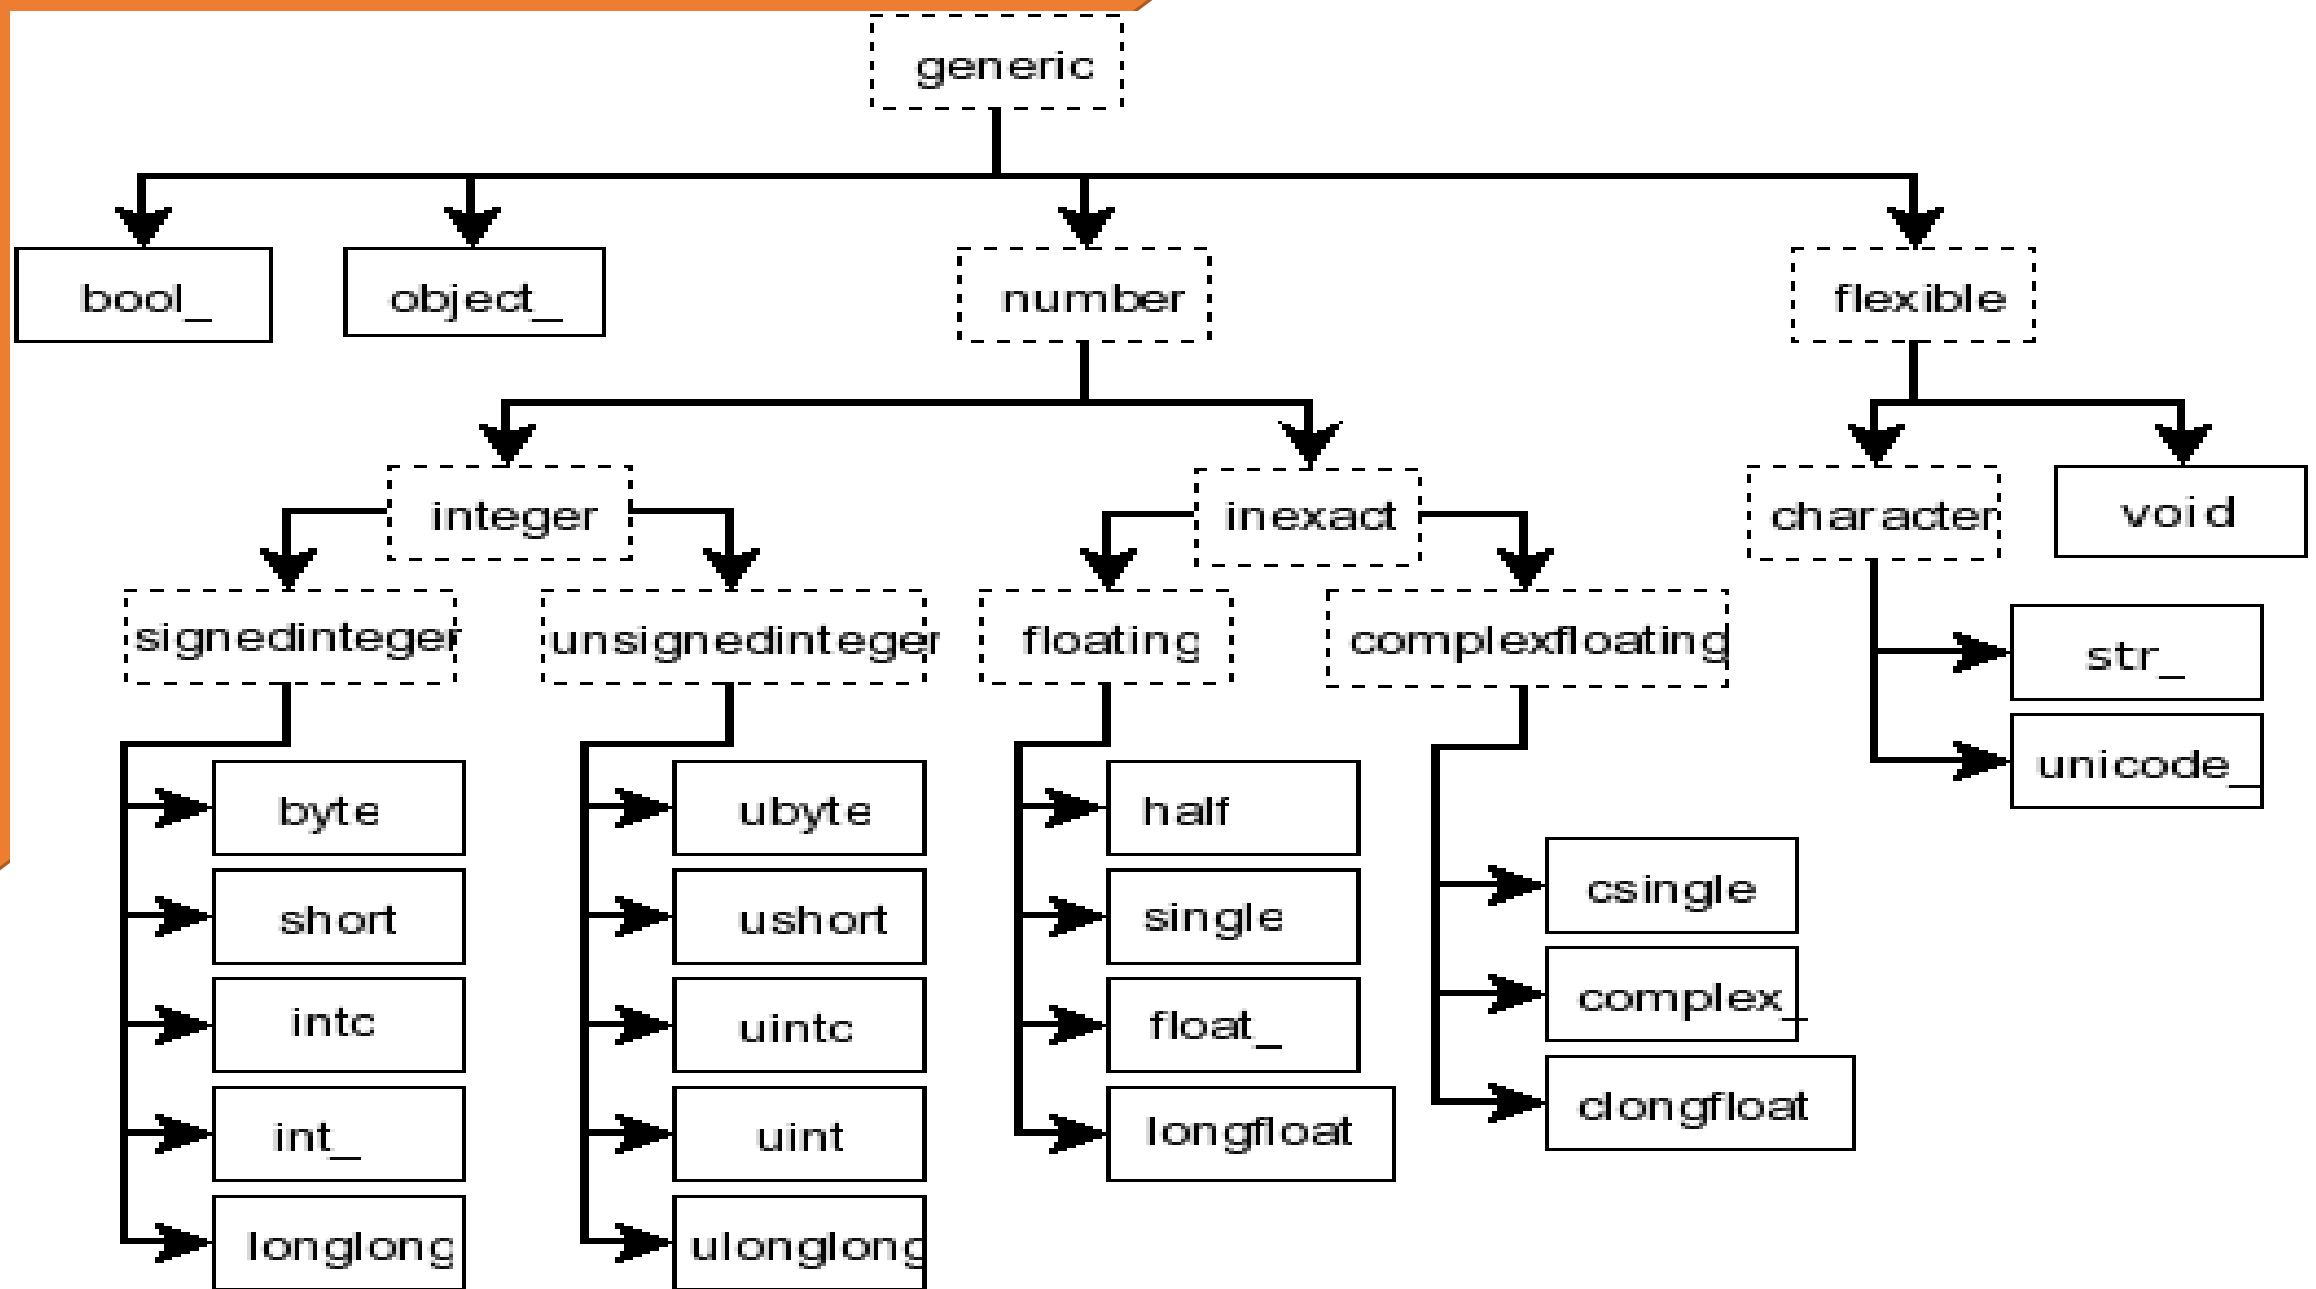 generic
bool_
object_
number
flexible
integer
inexact
character
void
signedinteger
unsignedinteger
floating
complexfloating
str_
unicode_
byte
short
intc
int_
longlong
ubyte
ushort
uintc
uint
ulonglong
half
single
float_
longfloat
csingle
complex_
clongfloat